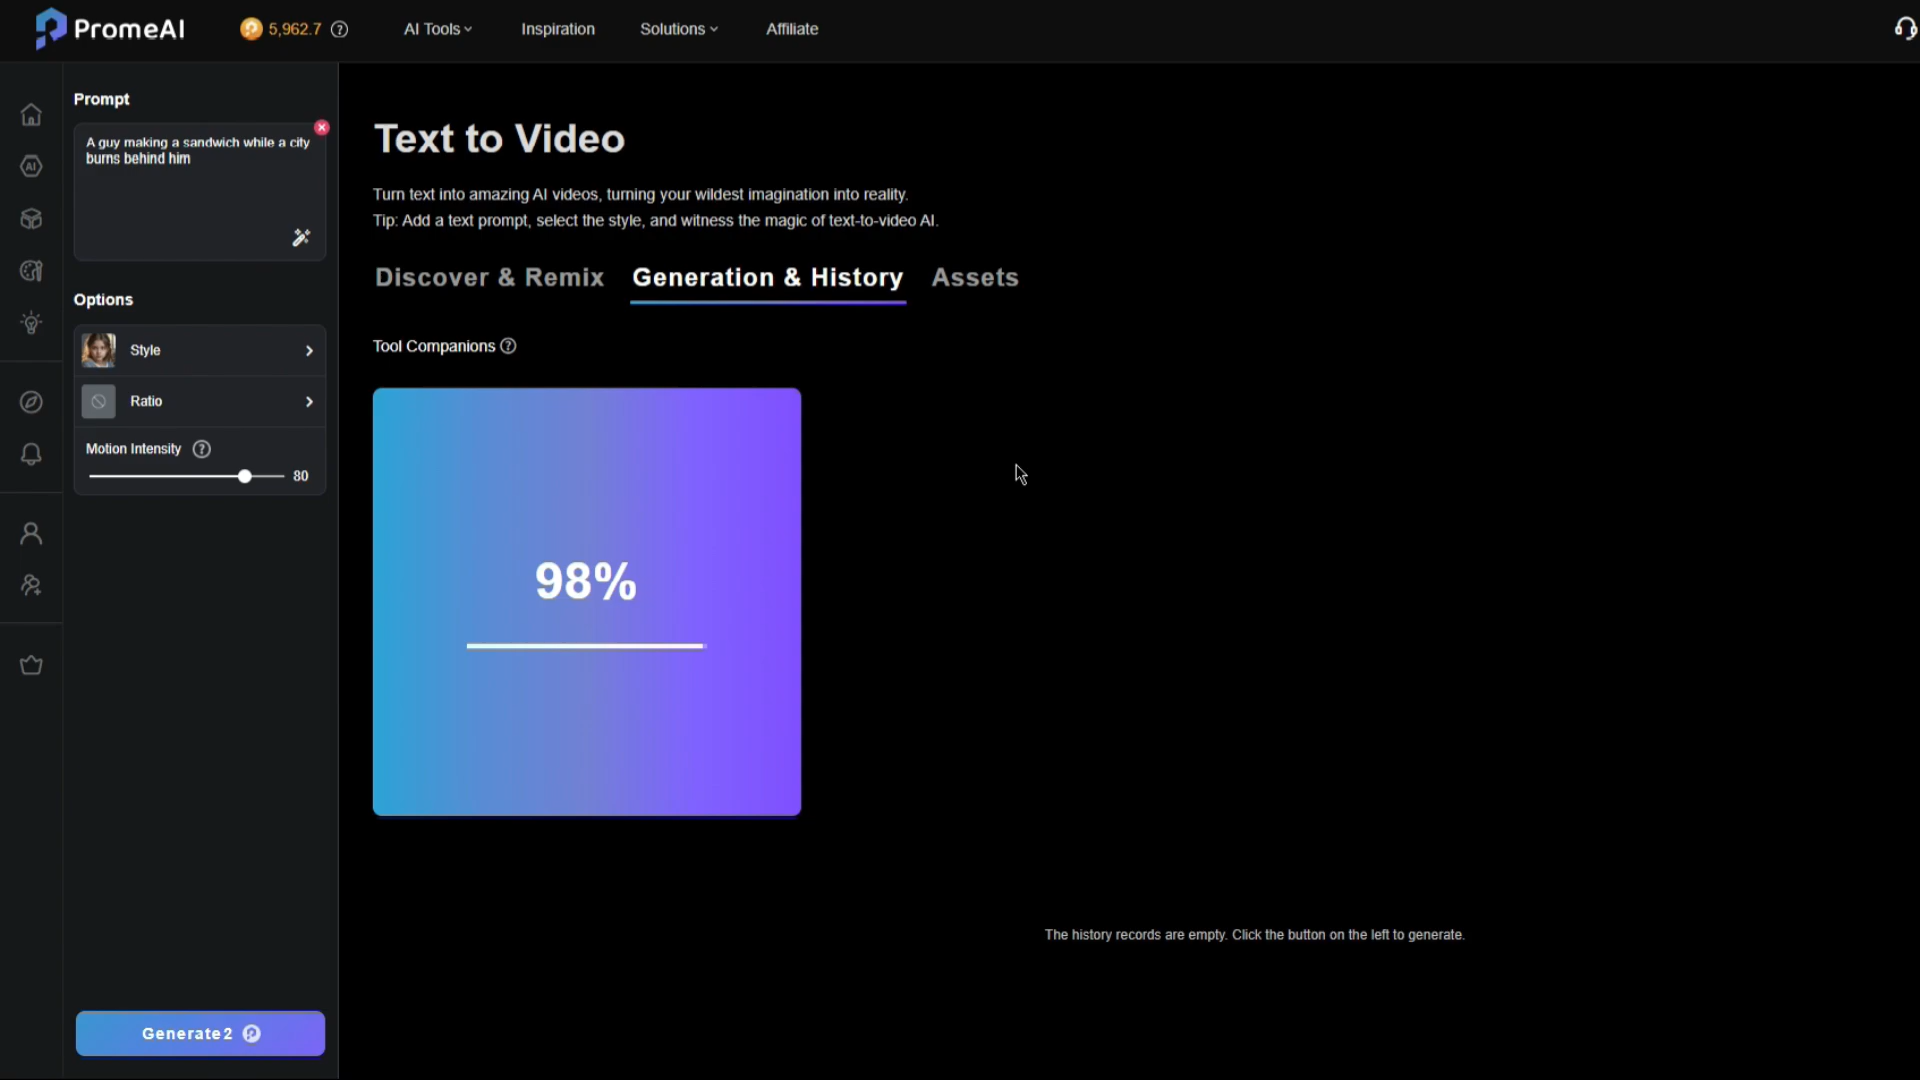 PromeAI
5,962.7 ?
AI Tools
Inspiration
Solutions
Affiliate
Prompt
A guy making a sandwich while a city
burns behind him
Options
Style
Ratio
Motion Intensity ?
80
Generate 2
AI
Text to Video
Turn text into amazing AI videos, turning your wildest imagination into reality.
Tip: Add a text prompt, select the style, and witness the magic of text-to-video AI.
Discover & Remix
Generation & History
Assets
Tool Companions ?
98%
The history records are empty. Click the button on the left to generate.